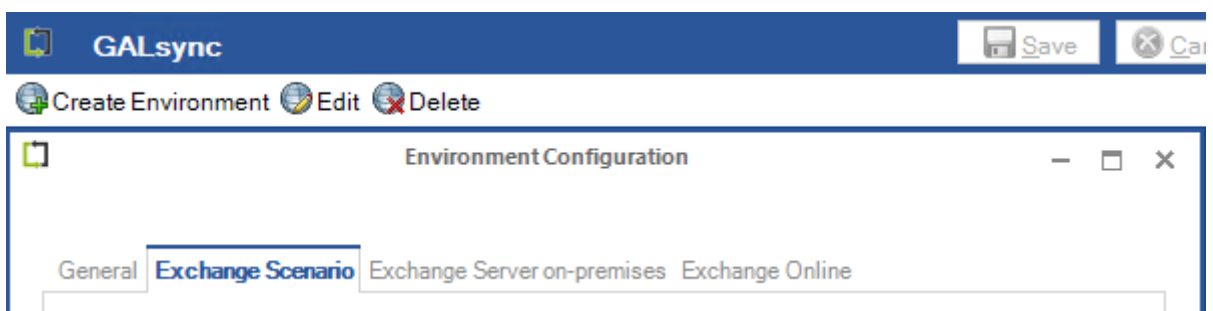 GALsync Save
Create Environment Edit Delete
Environment Configuration
General Exchange Scenario Exchange Server on-premises Exchange Online